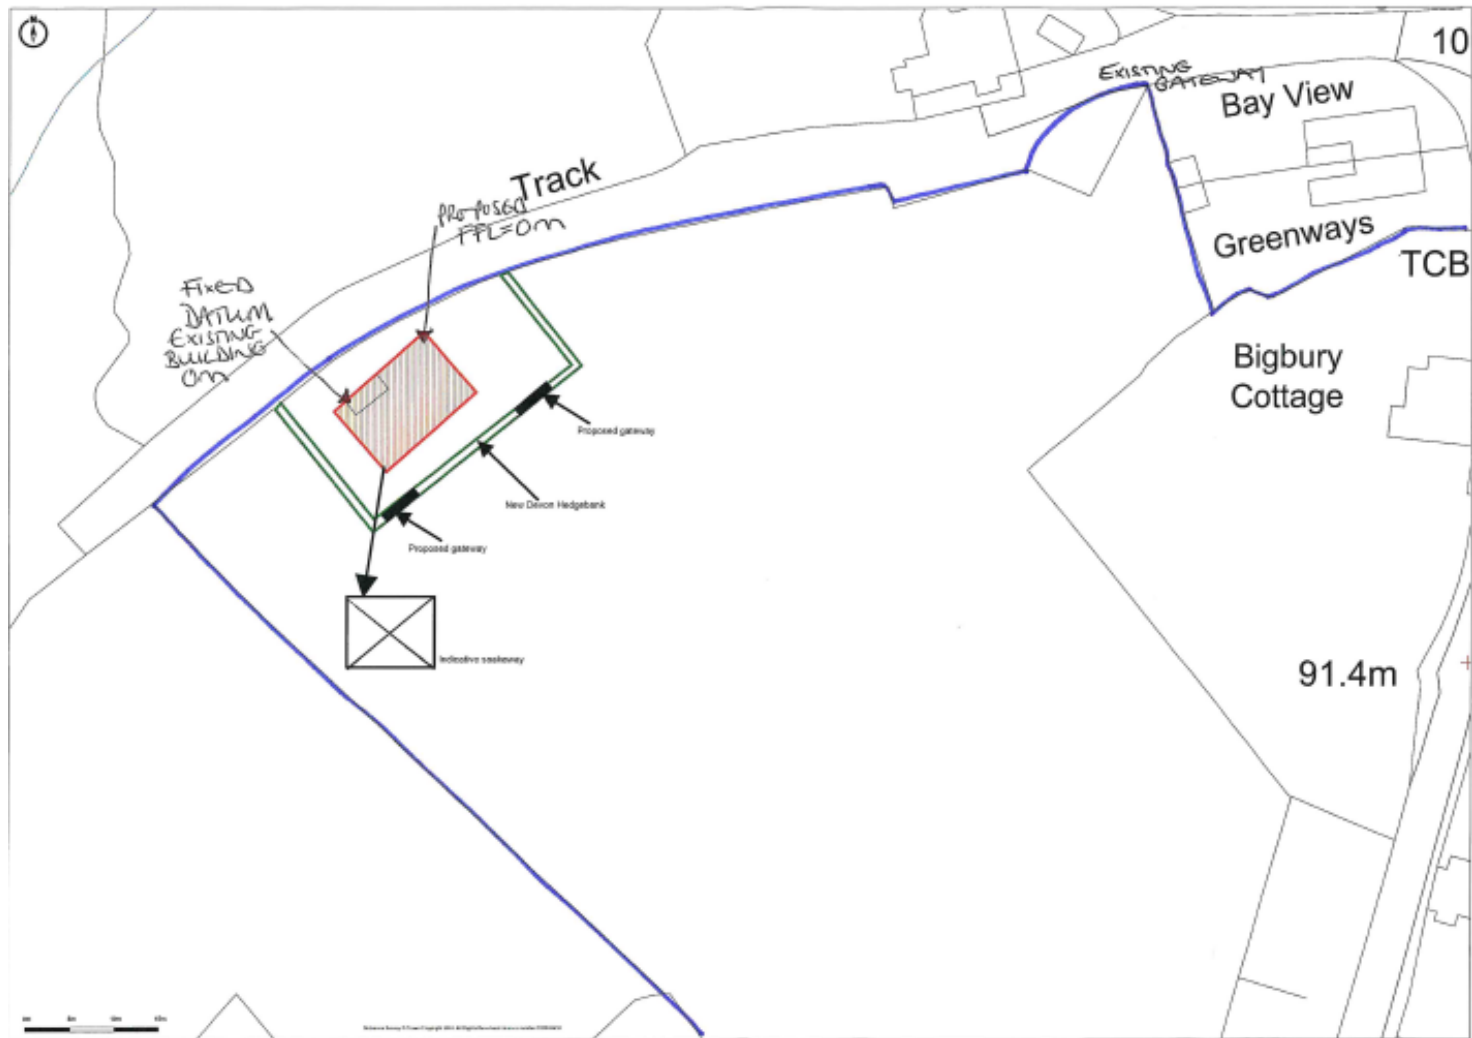 N
10
EXISTING
GATEWAY
Bay View
Track
PROPOSED
FFL=0m
Greenways
TCB
FIXED
DATUM
EXISTING
BUILDING
0m
Bigbury
Cottage
Proposed gateway
New Devon Hedgebank
Proposed gateway
Indicative soakaway
91.4m